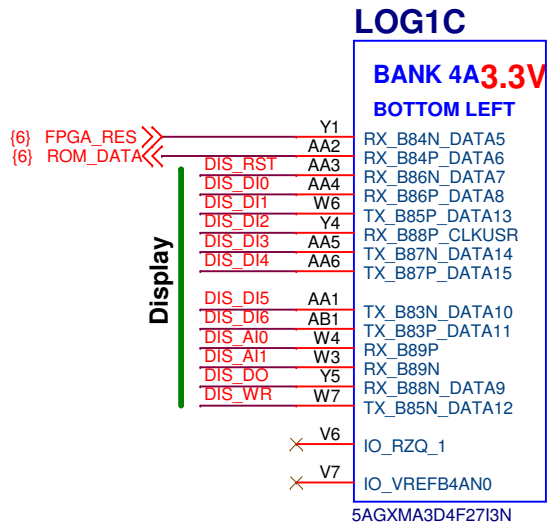 LOG1C
BANK 4A 3.3V
BOTTOM LEFT
{6} FPGA_RES Y1 RX_B84N_DATA5
{6} ROM_DATA AA2 RX_B84P_DATA6
DIS_RST AA3 RX_B86N_DATA7
DIS_DI0 AA4 RX_B86P_DATA8
DIS_DI1 W6 TX_B85P_DATA13
DIS_DI2 Y4 RX_B88P_CLKUSR
DIS_DI3 AA5 TX_B87N_DATA14
DIS_DI4 AA6 TX_B87P_DATA15
Display
DIS_DI5 AA1 TX_B83N_DATA10
DIS_DI6 AB1 TX_B83P_DATA11
DIS_AI0 W4 RX_B89P
DIS_AI1 W3 RX_B89N
DIS_DO Y5 RX_B88N_DATA9
DIS_WR W7 TX_B85N_DATA12
V6 IO_RZQ_1
V7 IO_VREFB4AN0
5AGXMA3D4F27I3N